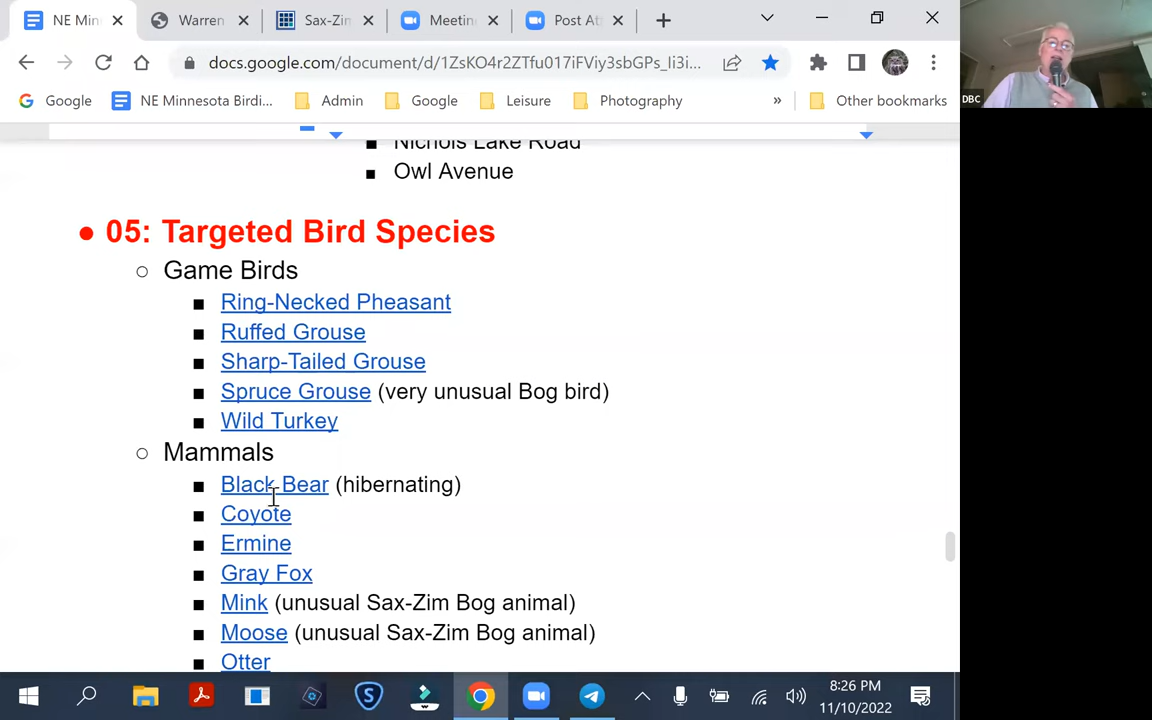 NE Min
Warren
Sax-Zim
Meetin
Post At
docs.google.com/document/d/1ZsKO4r2ZTfu017iFViy3sbGPs_Ii3i...
Google
NE Minnesota Birdi...
Admin
Google
Leisure
Photography
»
Other bookmarks
DBC
Nichols Lake Road
Owl Avenue
05: Targeted Bird Species
Game Birds
Ring-Necked Pheasant
Ruffed Grouse
Sharp-Tailed Grouse
Spruce Grouse (very unusual Bog bird)
Wild Turkey
Mammals
Black Bear (hibernating)
Coyote
Ermine
Gray Fox
Mink (unusual Sax-Zim Bog animal)
Moose (unusual Sax-Zim Bog animal)
Otter
8:26 PM
11/10/2022